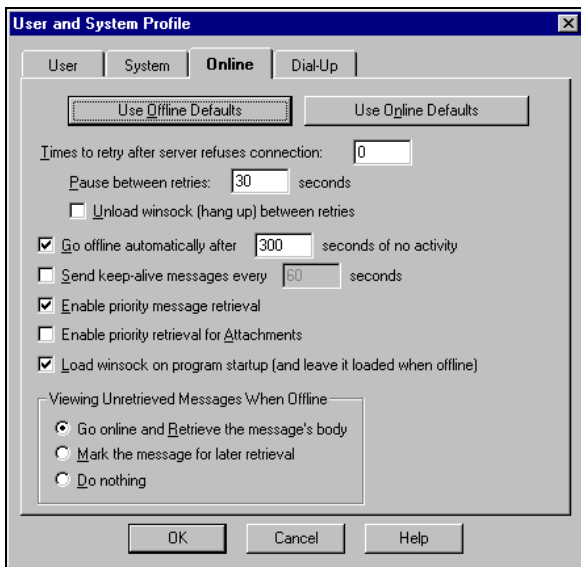 User and System Profile
User System Online Dial-Up
Use Offline Defaults Use Online Defaults
Times to retry after server refuses connection: 0
Pause between retries: 30 seconds
Unload winsock (hang up) between retries
Go offline automatically after 300 seconds of no activity
Send keep-alive messages every 60 seconds
Enable priority message retrieval
Enable priority retrieval for Attachments
Load winsock on program startup (and leave it loaded when offline)
Viewing Unretrieved Messages When Offline
Go online and Retrieve the message's body
Mark the message for later retrieval
Do nothing
OK Cancel Help